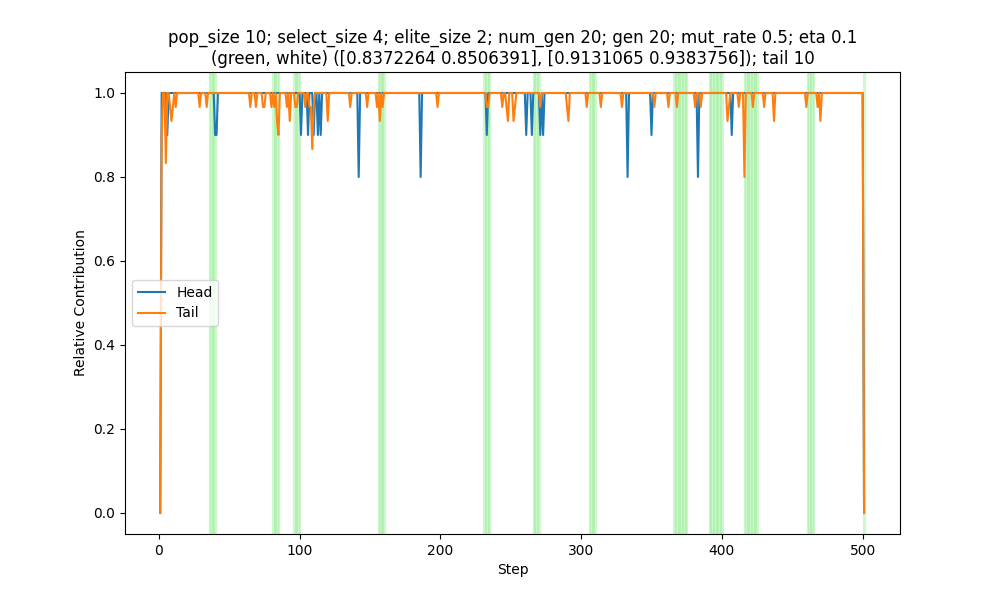 pop_size 10; select_size 4; elite_size 2; num_gen 20; gen 20; mut_rate 0.5; eta 0.1
(green, white) ([0.8372264 0.8506391], [0.9131065 0.9383756]); tail 10
1.0
0.8
0.6
0.4
0.2
0.0
Relative Contribution
Head
Tail
0
100
200
300
400
500
Step